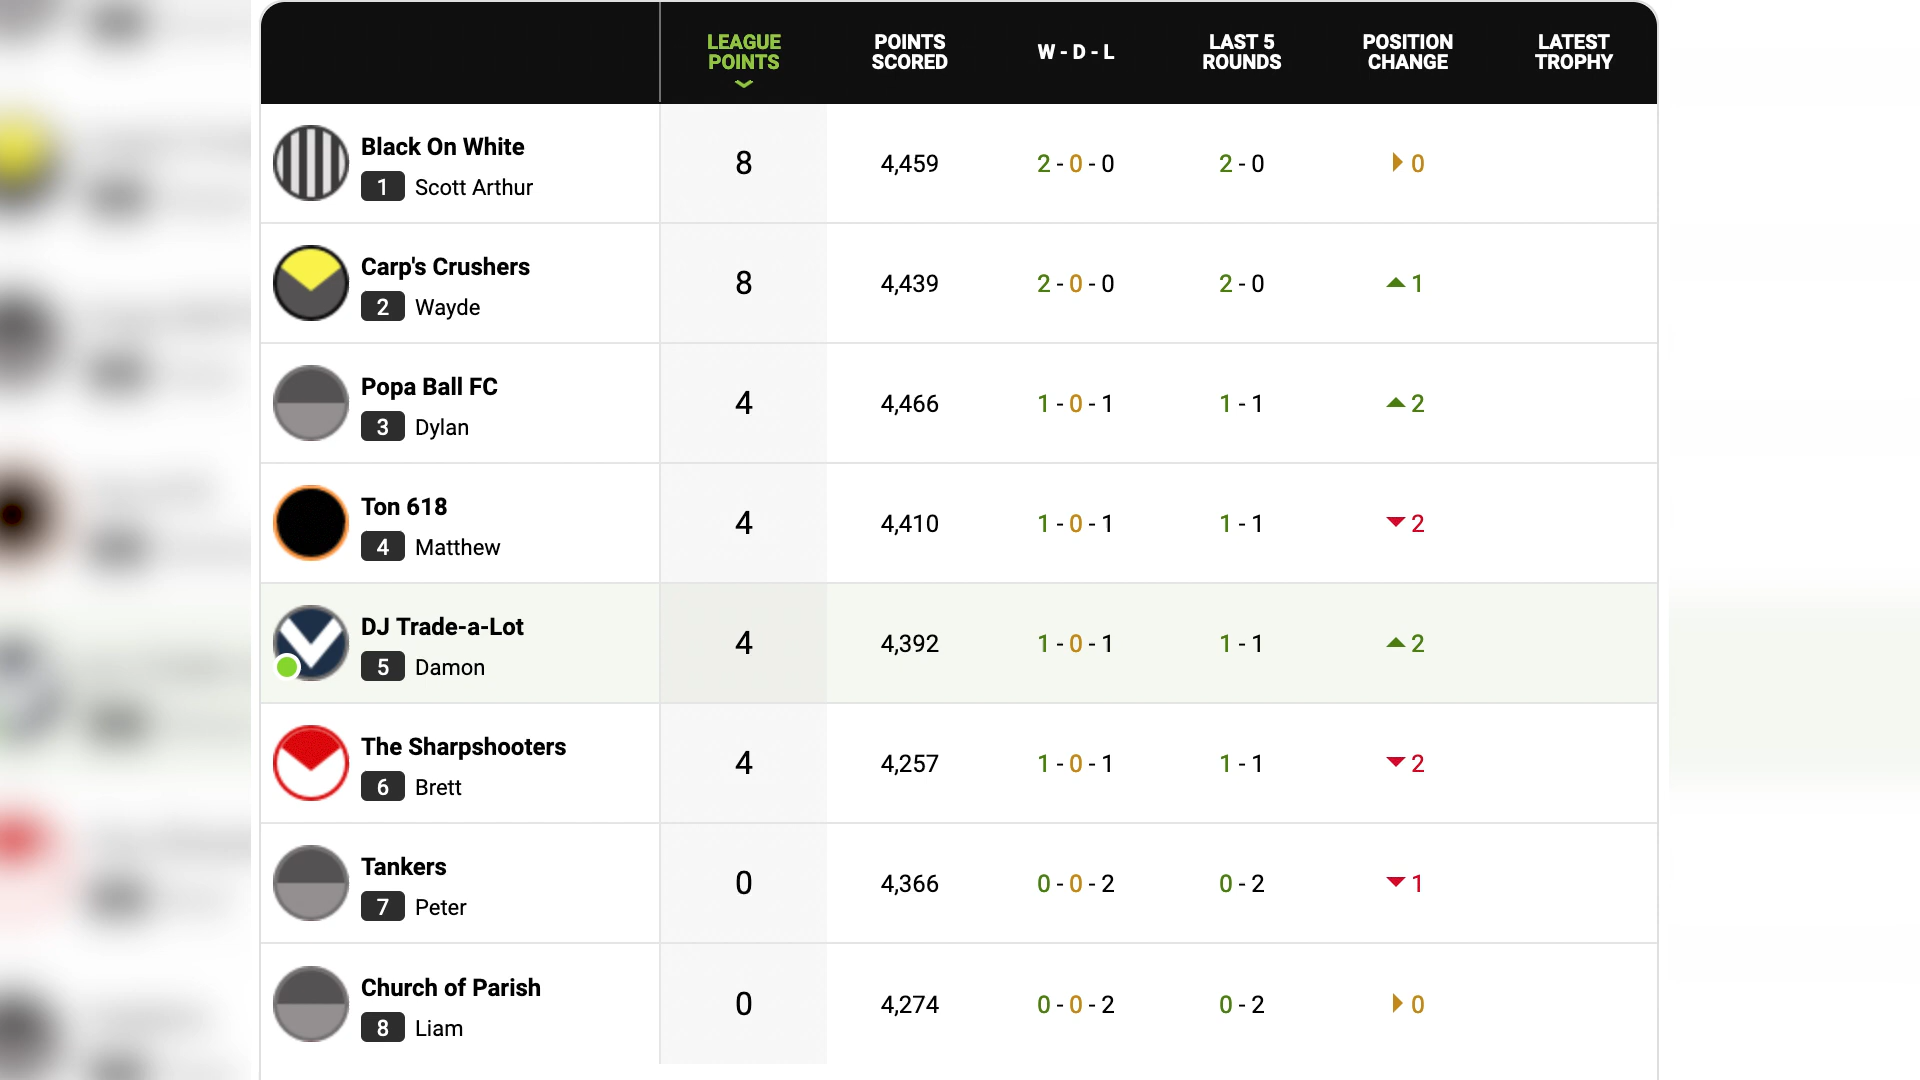 LEAGUE POINTS POINTS SCORED W - D - L LAST 5 ROUNDS POSITION CHANGE LATEST TROPHY
Black On White
1 Scott Arthur
8 4,459 2 - 0 - 0 2 - 0 0
Carp's Crushers
2 Wayde
8 4,439 2 - 0 - 0 2 - 0 1
Popa Ball FC
3 Dylan
4 4,466 1 - 0 - 1 1 - 1 2
Ton 618
4 Matthew
4 4,410 1 - 0 - 1 1 - 1 2
DJ Trade-a-Lot
5 Damon
4 4,392 1 - 0 - 1 1 - 1 2
The Sharpshooters
6 Brett
4 4,257 1 - 0 - 1 1 - 1 2
Tankers
7 Peter
0 4,366 0 - 0 - 2 0 - 2 1
Church of Parish
8 Liam
0 4,274 0 - 0 - 2 0 - 2 0